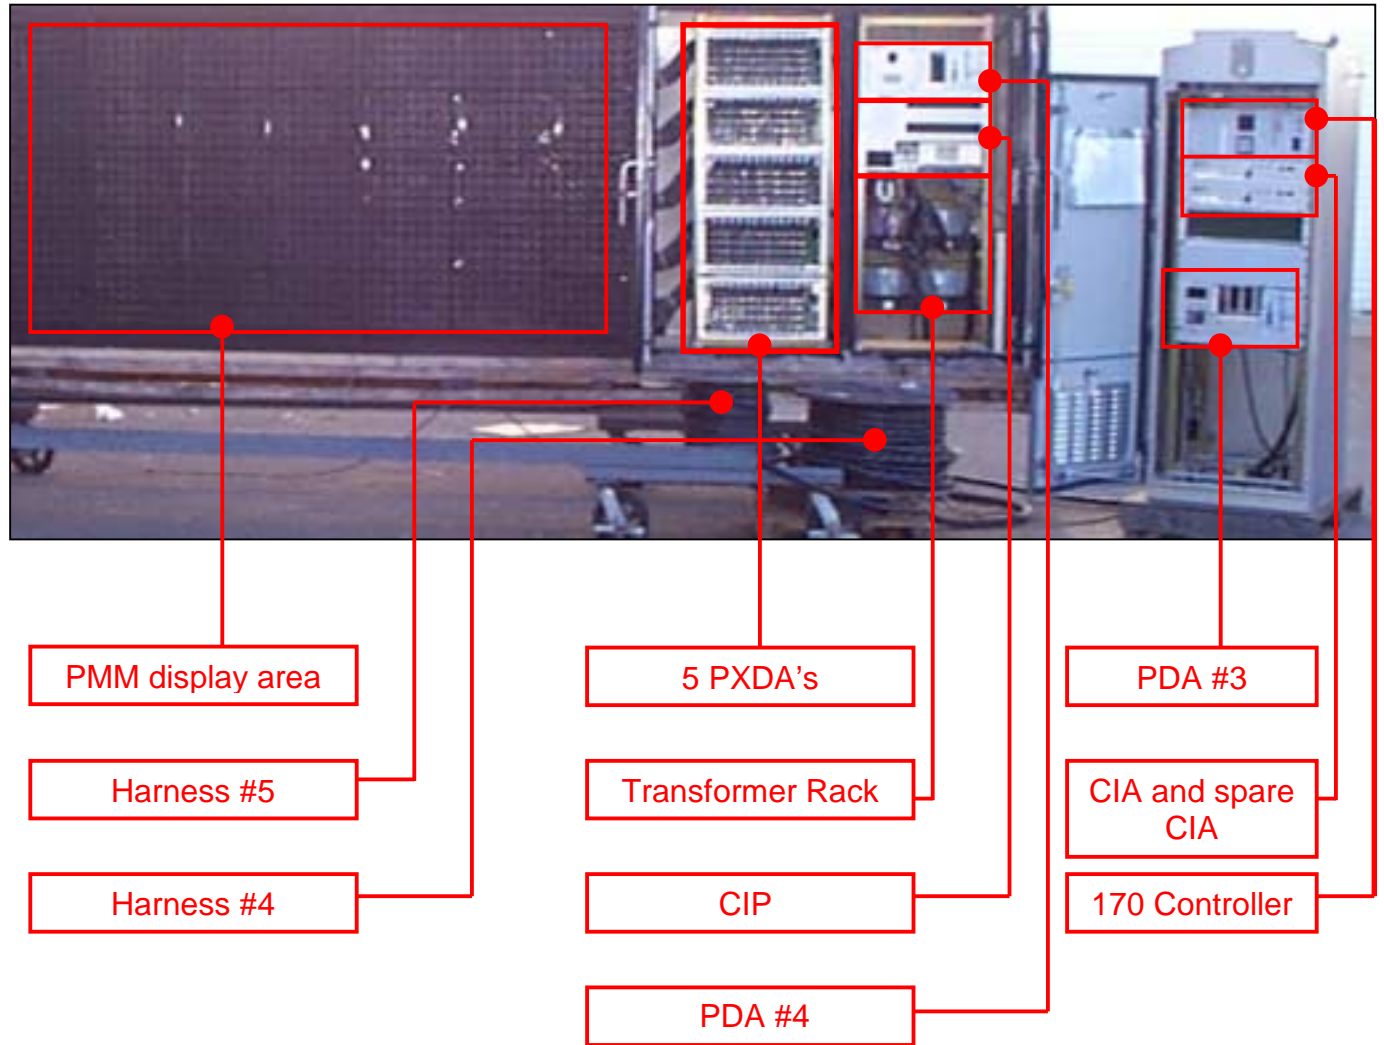 PMM display area
5 PXDA's
PDA #3
Harness #5
Transformer Rack
CIA and spare
CIA
Harness #4
CIP
170 Controller
PDA #4